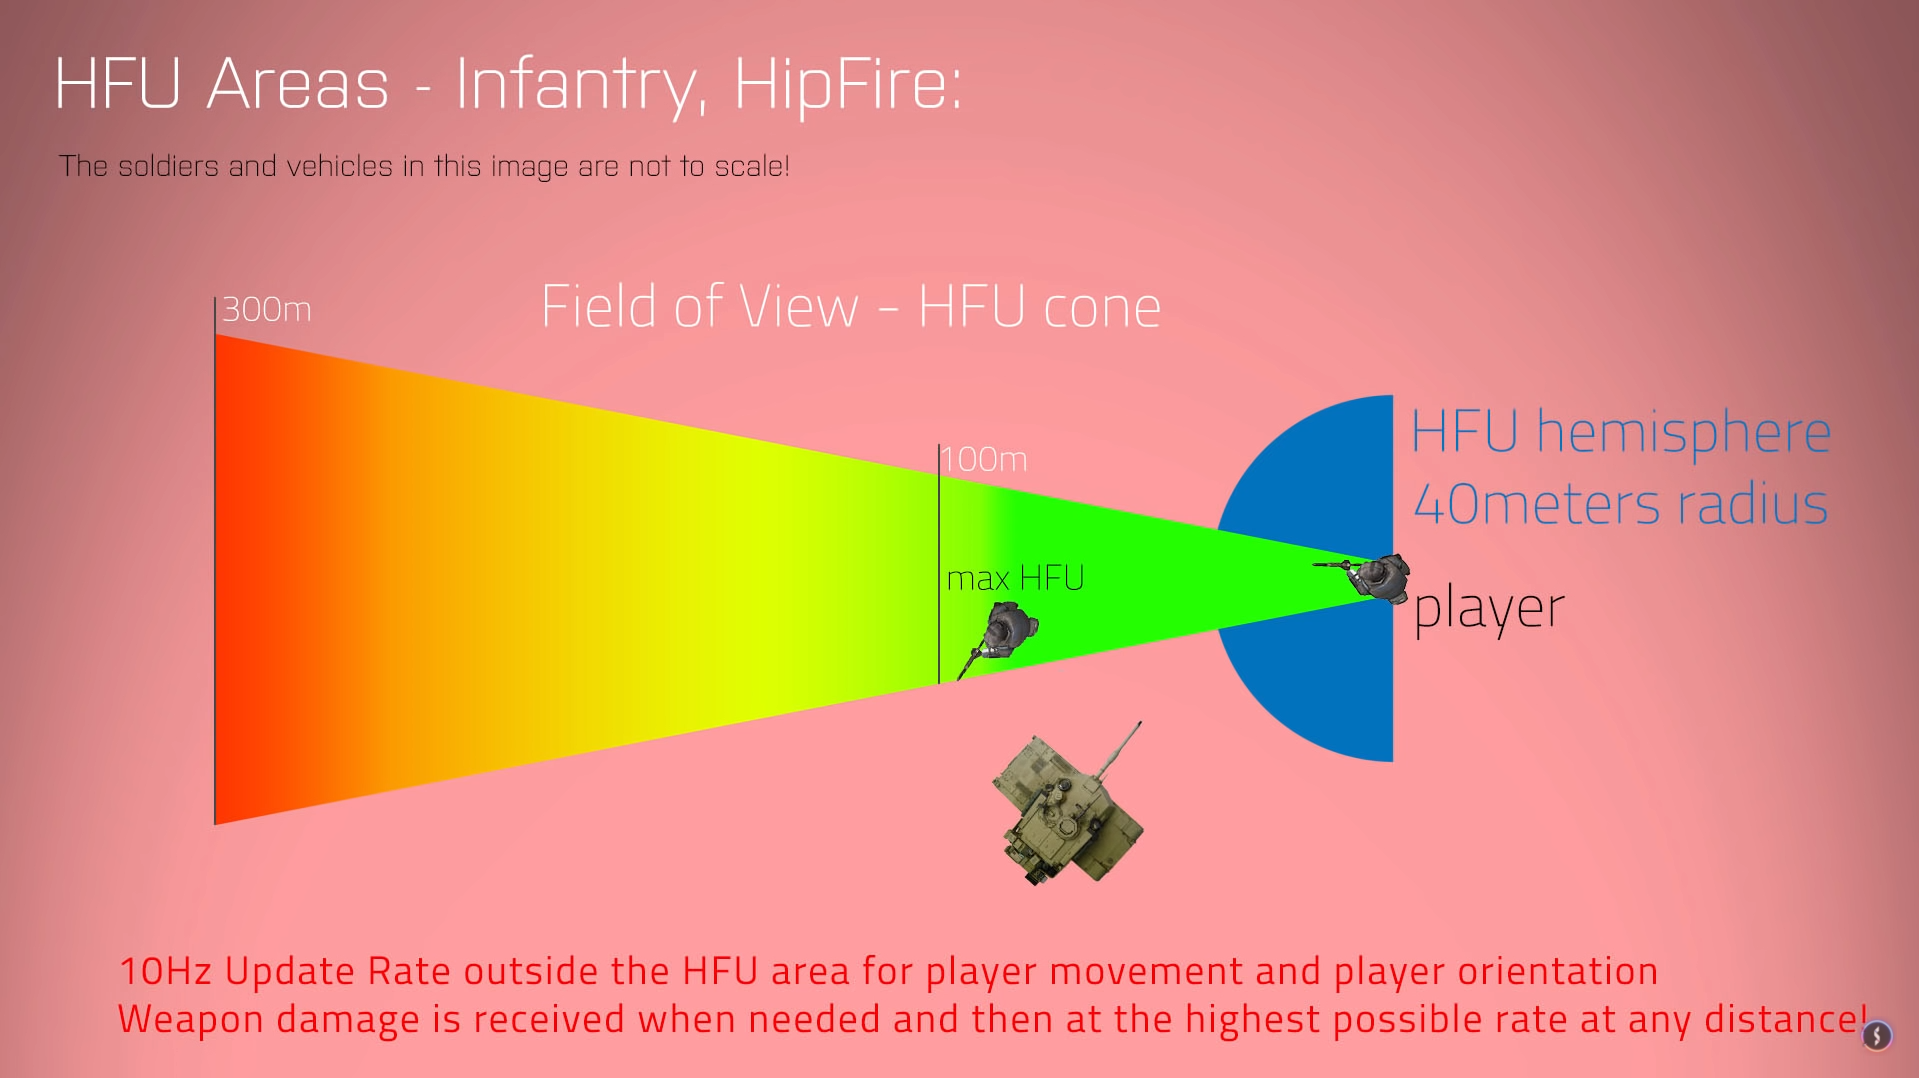 HFU Areas - Infantry, HipFire:
The soldiers and vehicles in this image are not to scale!
Field of View – HFU cone
300m
100m
max HFU
HFU hemisphere
40meters radius
player
10Hz Update Rate outside the HFU area for player movement and player orientation
Weapon damage is received when needed and then at the highest possible rate at any distance!